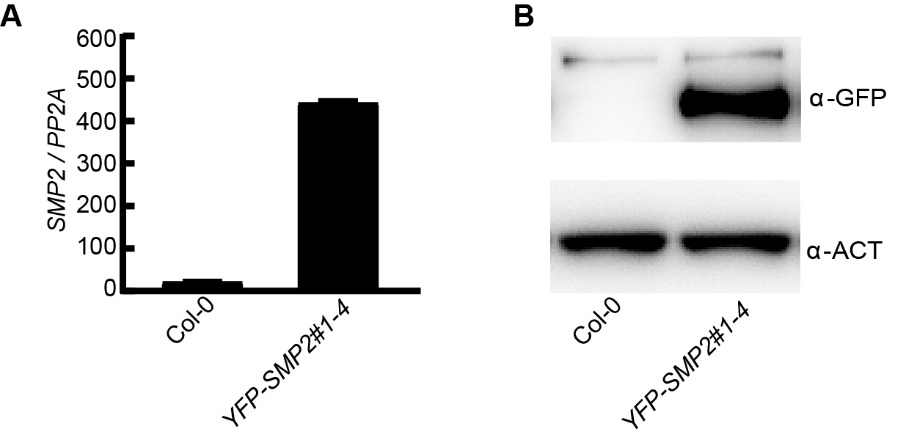 A
SMP2 / PP2A
600
500
400
300
200
100
0
Col-0
YFP-SMP2#1-4
B
α-GFP
α-ACT
Col-0
YFP-SMP2#1-4